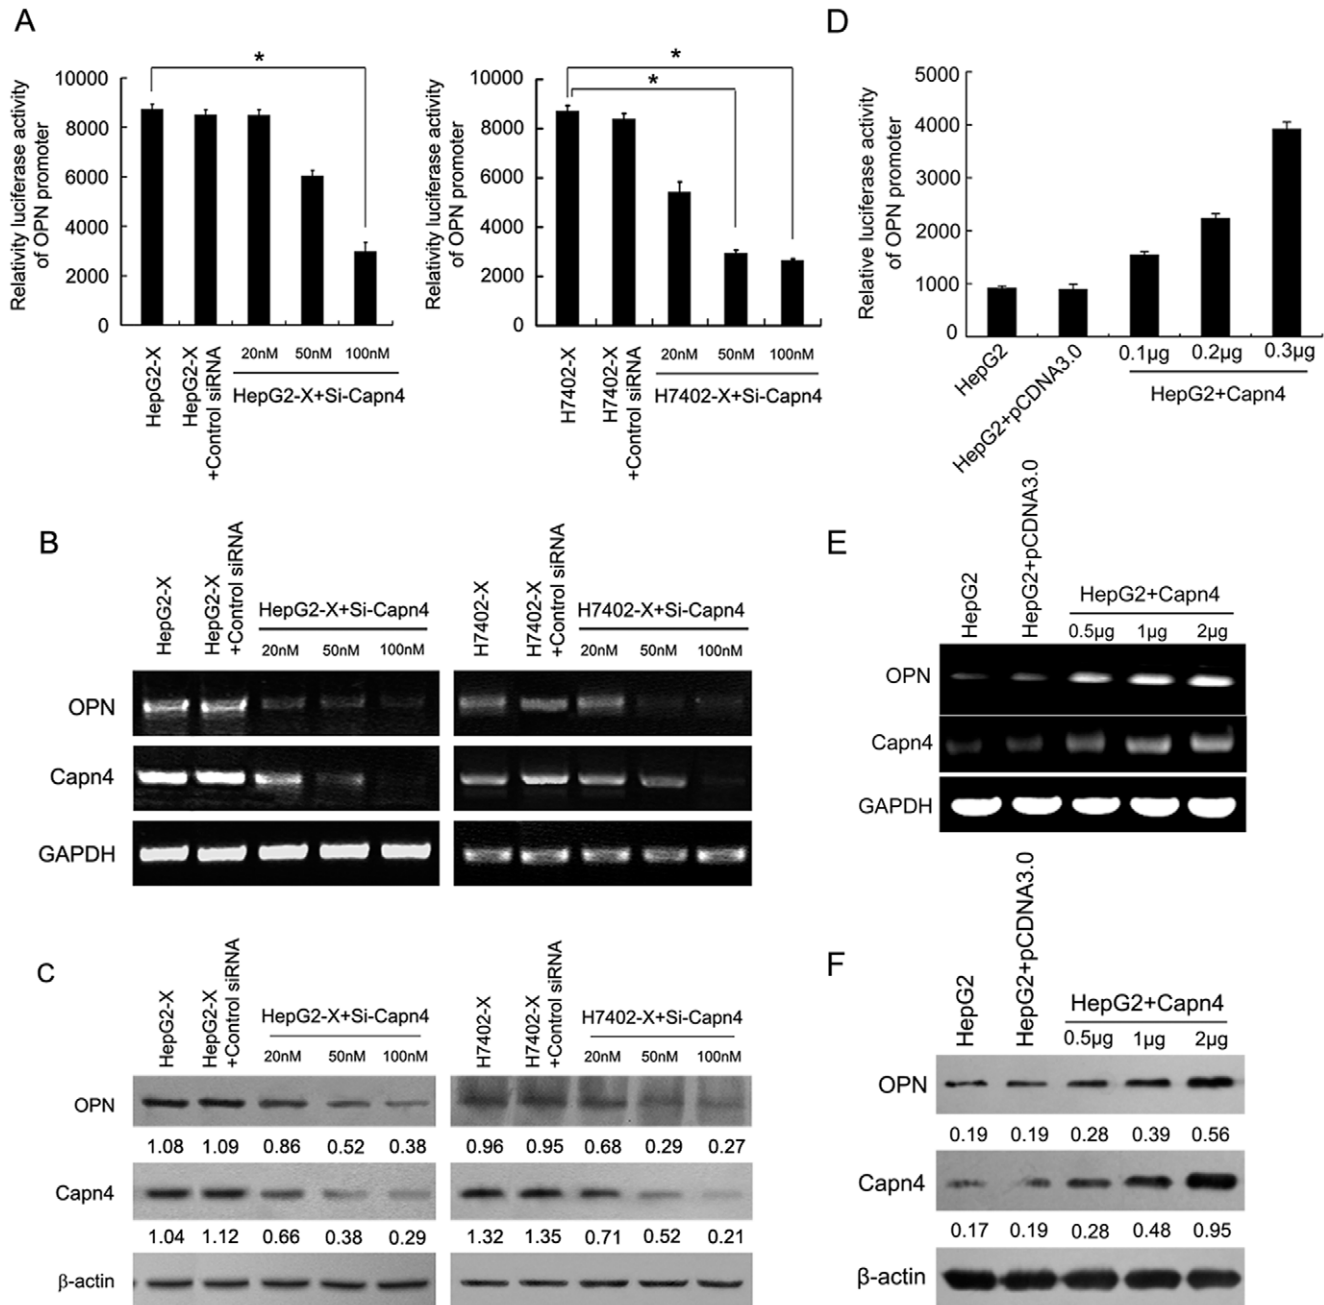 A
Relativity luciferase activity
of OPN promoter
10000
8000
6000
4000
2000
0
*
HepG2-X
HepG2-X
+Control siRNA
20nM 50nM 100nM
HepG2-X+Si-Capn4
Relativity luciferase activity
of OPN promoter
10000
8000
6000
4000
2000
0
*
*
H7402-X
H7402-X
+Control siRNA
20nM 50nM 100nM
H7402-X+Si-Capn4
D
Relative luciferase activity
of OPN promoter
5000
4000
3000
2000
1000
0
HepG2
HepG2+pCDNA3.0
0.1µg 0.2µg 0.3µg
HepG2+Capn4
B
HepG2-X
HepG2-X
+Control siRNA
HepG2-X+Si-Capn4
20nM 50nM 100nM
H7402-X
H7402-X
+Control siRNA
H7402-X+Si-Capn4
20nM 50nM 100nM
OPN
Capn4
GAPDH
E
HepG2
HepG2+pCDNA3.0
HepG2+Capn4
0.5µg 1µg 2µg
OPN
Capn4
GAPDH
C
HepG2-X
HepG2-X
+Control siRNA
HepG2-X+Si-Capn4
20nM 50nM 100nM
H7402-X
H7402-X
+Control siRNA
H7402-X+Si-Capn4
20nM 50nM 100nM
OPN
1.08 1.09 0.86 0.52 0.38 0.96 0.95 0.68 0.29 0.27
Capn4
1.04 1.12 0.66 0.38 0.29 1.32 1.35 0.71 0.52 0.21
β-actin
F
HepG2
HepG2+pCDNA3.0
HepG2+Capn4
0.5µg 1µg 2µg
OPN
0.19 0.19 0.28 0.39 0.56
Capn4
0.17 0.19 0.28 0.48 0.95
β-actin